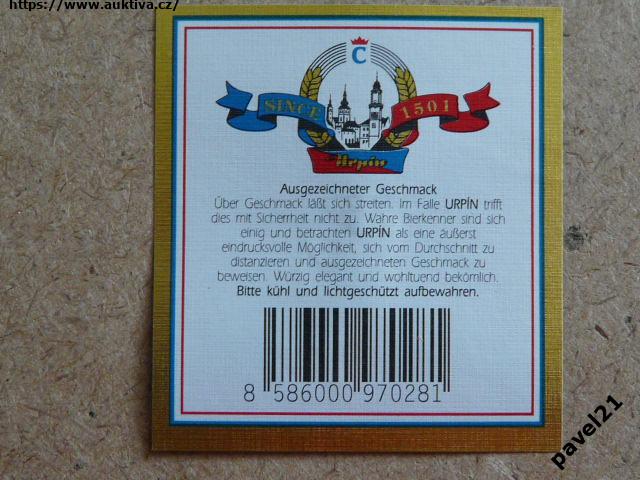 https://www.auktiva.cz/
C
SINCE 1501
Urpín
Ausgezeichneter Geschmack
Über Geschmack läßt sich streiten. Im Falle URPÍN trifft
dies mit Sicherheit nicht zu. Wahre Bierkenner sind sich
einig und betrachten URPÍN als eine äußerst
eindrucksvolle Möglichkeit, sich vom Durchschnitt zu
distanzieren und ausgezeichneten Geschmack zu
beweisen. Würzig elegant und wohltuend bekömlich.
Bitte kühl und lichtgeschützt aufbewahren.
8 586000 970281
pavel21